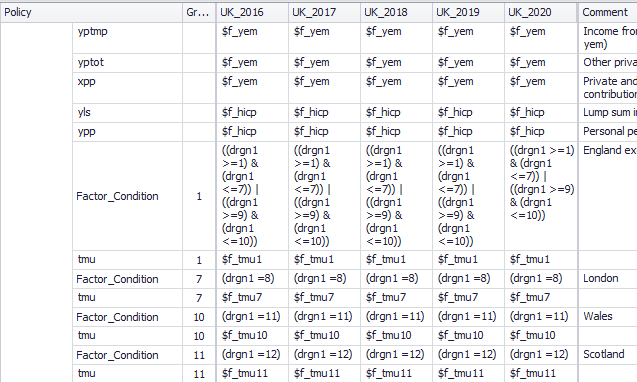 Policy Gr... UK_2016 UK_2017 UK_2018 UK_2019 UK_2020 Comment
yptmp $f_yem $f_yem $f_yem $f_yem $f_yem Income from
yem)
yptot $f_yem $f_yem $f_yem $f_yem $f_yem Other priva
xpp $f_yem $f_yem $f_yem $f_yem $f_yem Private and
contribution
yls $f_hicp $f_hicp $f_hicp $f_hicp $f_hicp Lump sum in
ypp $f_hicp $f_hicp $f_hicp $f_hicp $f_hicp Personal pe
((drgn1 ((drgn1 ((drgn1 ((drgn1 ((drgn1 >=1) England ex
>=1) & >=1) & >=1) & >=1) & & (drgn1
(drgn1 (drgn1 (drgn1 (drgn1 <=7)) |
<=7)) | <=7)) | <=7)) | <=7)) | ((drgn1 >=9)
((drgn1 ((drgn1 ((drgn1 ((drgn1 & (drgn1
>=9) & >=9) & >=9) & >=9) & <=10))
(drgn1 (drgn1 (drgn1 (drgn1
<=10)) <=10)) <=10)) <=10))
Factor_Condition 1
tmu 1 $f_tmu1 $f_tmu1 $f_tmu1 $f_tmu1 $f_tmu1
Factor_Condition 7 (drgn1 =8) (drgn1 =8) (drgn1 =8) (drgn1 =8) (drgn1 =8) London
tmu 7 $f_tmu7 $f_tmu7 $f_tmu7 $f_tmu7 $f_tmu7
Factor_Condition 10 (drgn1 =11) (drgn1 =11) (drgn1 =11) (drgn1 =11) (drgn1 =11) Wales
tmu 10 $f_tmu10 $f_tmu10 $f_tmu10 $f_tmu10 $f_tmu10
Factor_Condition 11 (drgn1 =12) (drgn1 =12) (drgn1 =12) (drgn1 =12) (drgn1 =12) Scotland
tmu 11 $f_tmu11 $f_tmu11 $f_tmu11 $f_tmu11 $f_tmu11